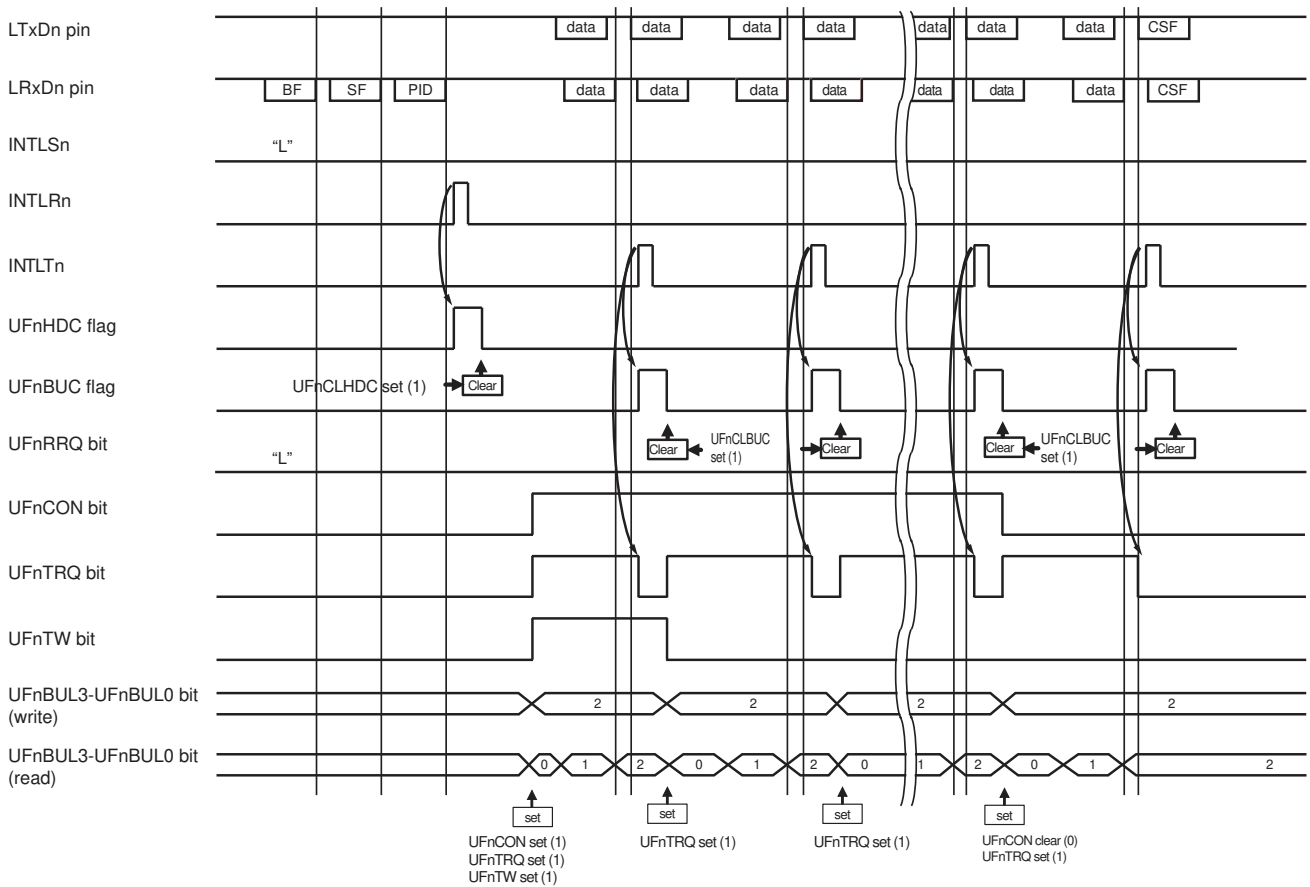 LTxDn pin
data data data data data data data CSF
LRxDn pin
BF SF PID data data data data data data data CSF
INTLSn
“L”
INTLRn
INTLTn
UFnHDC flag
UFnBUC flag
UFnCLHDC set (1)
Clear
UFnRRQ bit
“L”
Clear
UFnCLBUC
set (1)
Clear
Clear
UFnCLBUC
set (1)
Clear
UFnCON bit
UFnTRQ bit
UFnTW bit
UFnBUL3-UFnBUL0 bit
(write)
2 2 2 2
UFnBUL3-UFnBUL0 bit
(read)
0 1 2 0 1 2 0 1 2 0 1 2
set
UFnCON set (1)
UFnTRQ set (1)
UFnTW set (1)
set
UFnTRQ set (1)
set
UFnTRQ set (1)
set
UFnCON clear (0)
UFnTRQ set (1)